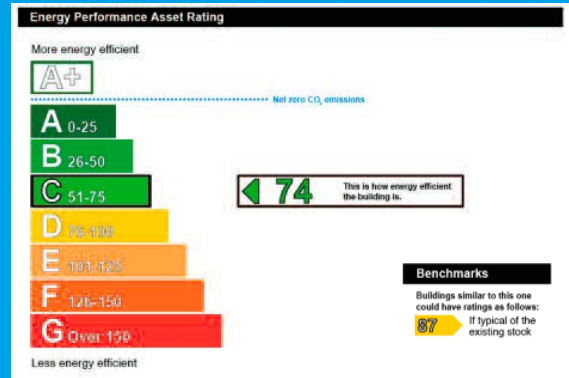 Energy Performance Asset Rating
More energy efficient
A+
Net zero CO₂ emissions
A 0-25
B 26-50
C 51-75
74
This is how energy efficient
the building is.
D 76-100
E 101-125
F 126-150
G Over 150
Less energy efficient
Benchmarks
Buildings similar to this one
could have ratings as follows:
87
If typical of the
existing stock